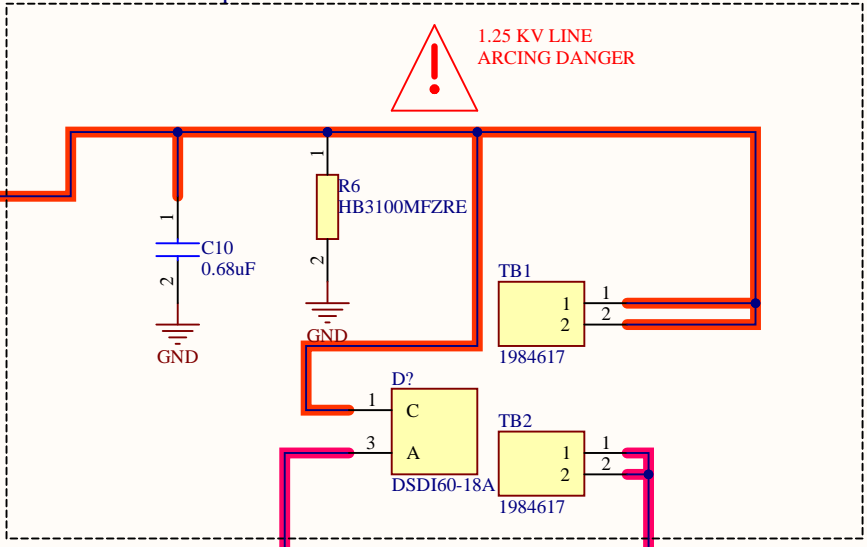 1.25 KV LINE
ARCING DANGER
1
R6
HB3100MFZRE
2
GND
1
C10
0.68uF
2
GND
TB1
1 1
2 2
1984617
D?
1 C
3 A
DSDI60-18A
TB2
1 1
2 2
1984617